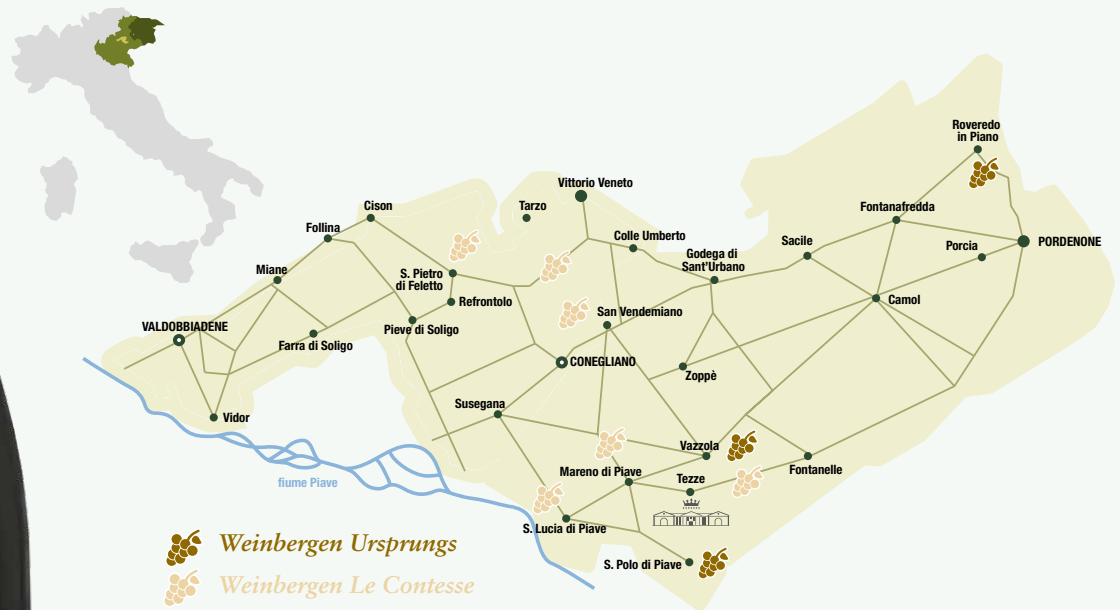 Roveredo
in Piano
Vittorio Veneto
Cison
Tarzo
Fontanafredda
Follina
Colle Umberto
Sacile
Porcia
PORDENONE
Godega di
Sant'Urbano
Miane
S. Pietro
di Feletto
Refrontolo
Camol
San Vendemiano
VALDOBBIADENE
Pieve di Soligo
Farra di Soligo
CONEGLIANO
Zoppè
Susegana
Vidor
Vazzola
Mareno di Piave
Fontanelle
Tezze
fiume Piave
S. Lucia di Piave
S. Polo di Piave
Weinbergen Ursprungs
Weinbergen Le Contesse